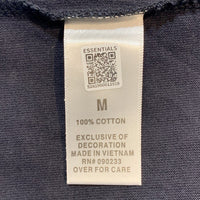 ESSENTIALS
M
100% COTTON
EXCLUSIVE OF
DECORATION
MADE IN VIETNAM
RN# 090233
OVER FOR CARE